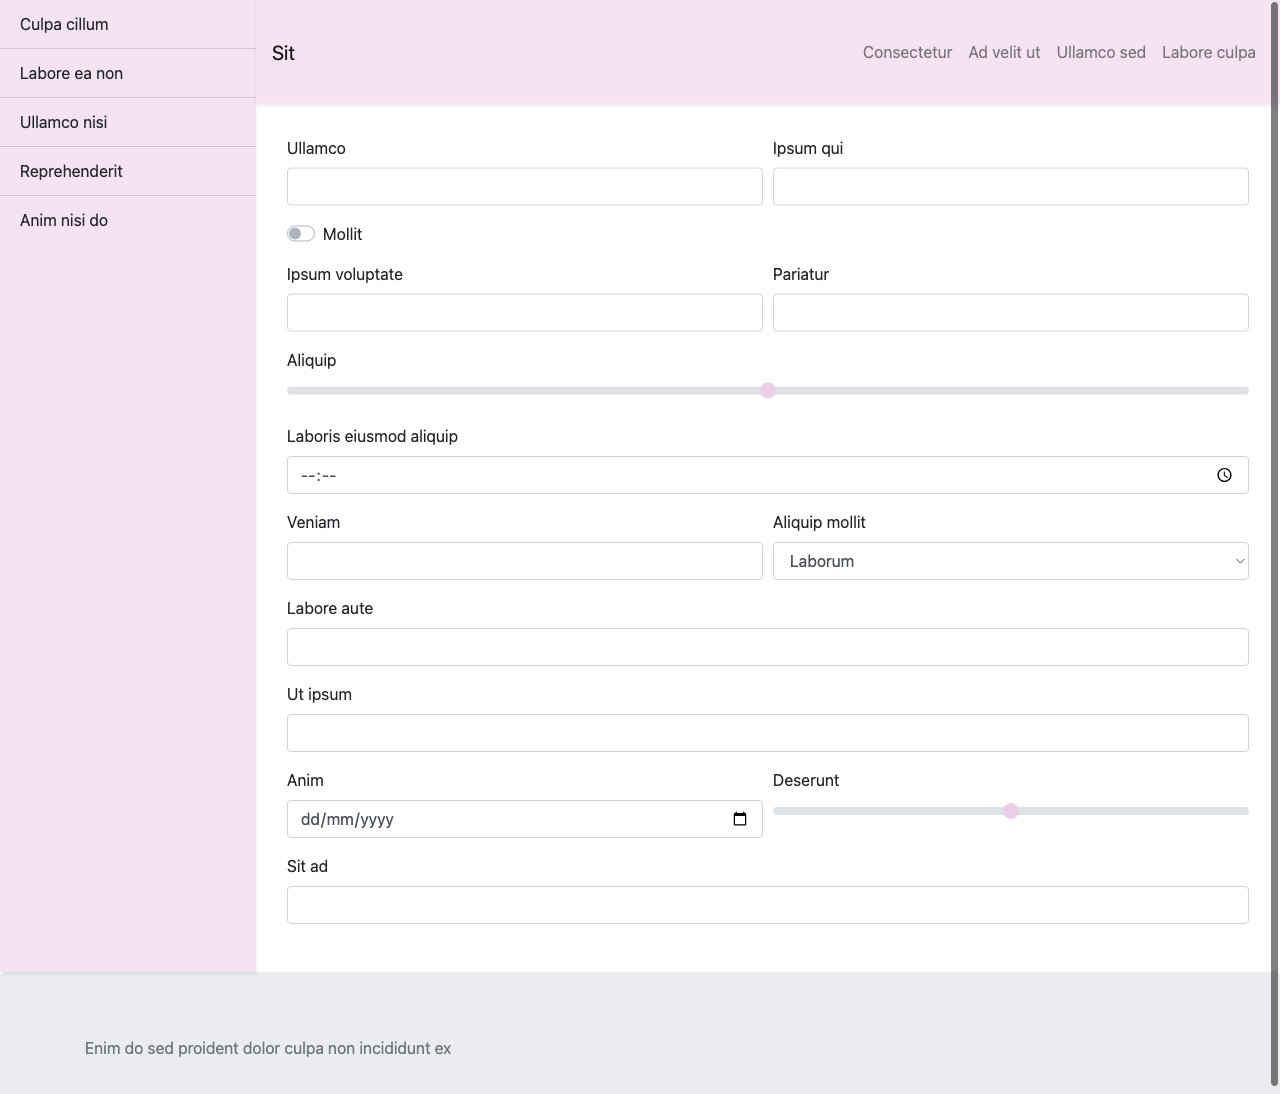 Culpa cillum
Labore ea non
Ullamco nisi
Reprehenderit
Anim nisi do
Sit
Consectetur
Ad velit ut
Ullamco sed
Labore culpa
Ullamco
Ipsum qui
Mollit
Ipsum voluptate
Pariatur
Aliquip
Laboris eiusmod aliquip
--:--
Veniam
Aliquip mollit
Laborum
Labore aute
Ut ipsum
Anim
Deserunt
dd/mm/yyyy
Sit ad
Enim do sed proident dolor culpa non incididunt ex